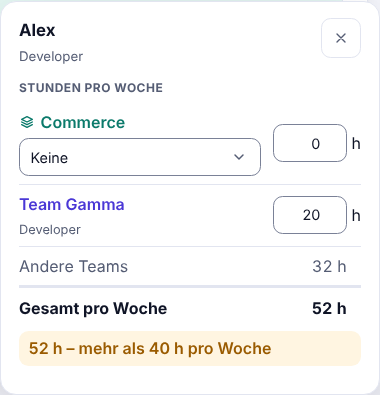 Alex
Developer
STUNDEN PRO WOCHE
Commerce
Keine
0 h
Team Gamma
Developer
20 h
Andere Teams 32 h
Gesamt pro Woche 52 h
52 h – mehr als 40 h pro Woche